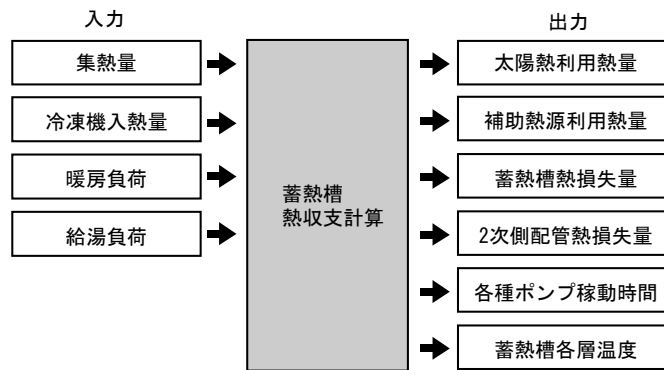 入力
集熱量
冷凍機入熱量
暖房負荷
給湯負荷
蓄熱槽
熱収支計算
出力
太陽熱利用熱量
補助熱源利用熱量
蓄熱槽熱損失量
2次側配管熱損失量
各種ポンプ稼動時間
蓄熱槽各層温度